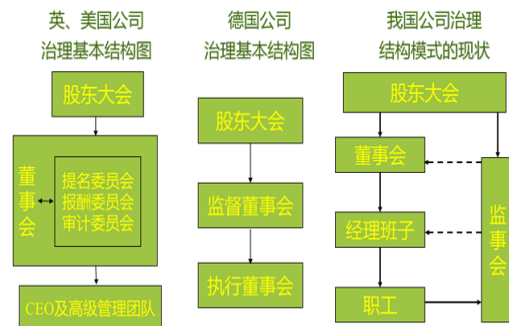 英、美国公司
治理基本结构图
股东大会
董事会
提名委员会
报酬委员会
审计委员会
CEO及高级管理团队
德国公司
治理基本结构图
股东大会
监督董事会
执行董事会
我国公司治理
结构模式的现状
股东大会
董事会
经理班子
职工
监事会